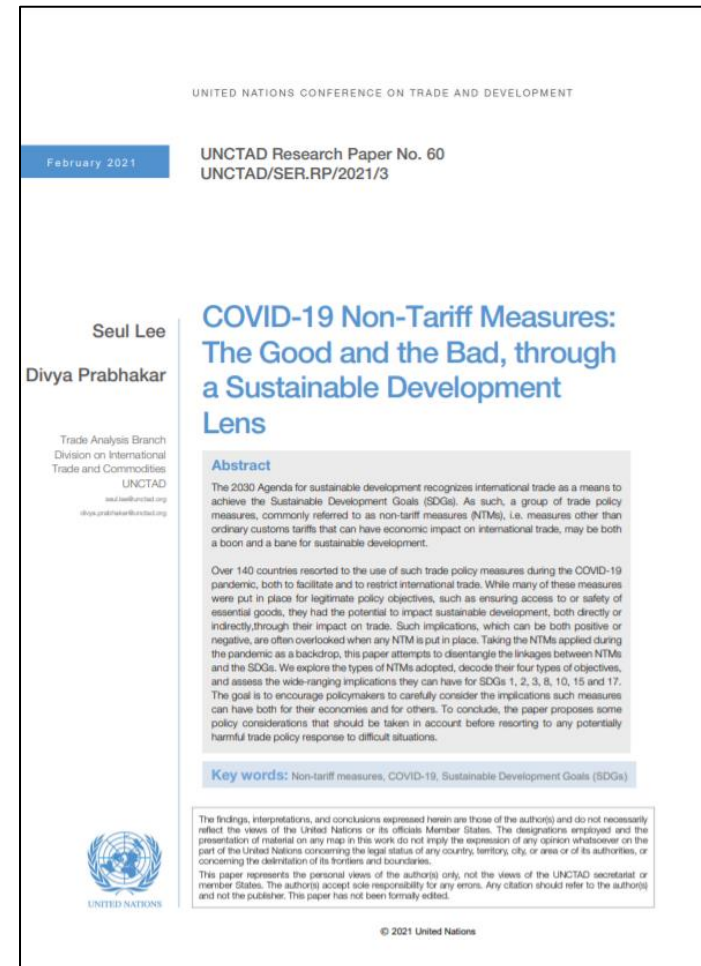 UNITED NATIONS CONFERENCE ON TRADE AND DEVELOPMENT
February 2021
UNCTAD Research Paper No. 60
UNCTAD/SER.RP/2021/3
Seul Lee
Divya Prabhakar
Trade Analysis Branch
Division on International
Trade and Commodities
UNCTAD
seul.lee@unctad.org
divya.prabhakar@unctad.org
COVID-19 Non-Tariff Measures:
The Good and the Bad, through
a Sustainable Development
Lens
Abstract
The 2030 Agenda for sustainable development recognizes international trade as a means to
achieve the Sustainable Development Goals (SDGs). As such, a group of trade policy
measures, commonly referred to as non-tariff measures (NTMs), i.e. measures other than
ordinary customs tariffs that can have economic impact on international trade, may be both
a boon and a bane for sustainable development.
Over 140 countries resorted to the use of such trade policy measures during the COVID-19
pandemic, both to facilitate and to restrict international trade. While many of these measures
were put in place for legitimate policy objectives, such as ensuring access to or safety of
essential goods, they had the potential to impact sustainable development, both directly or
indirectly,through their impact on trade. Such implications, which can be both positive or
negative, are often overlooked when any NTM is put in place. Taking the NTMs applied during
the pandemic as a backdrop, this paper attempts to disentangle the linkages between NTMs
and the SDGs. We explore the types of NTMs adopted, decode their four types of objectives,
and assess the wide-ranging implications they can have for SDGs 1, 2, 3, 8, 10, 15 and 17.
The goal is to encourage policymakers to carefully consider the implications such measures
can have both for their economies and for others. To conclude, the paper proposes some
policy considerations that should be taken in account before resorting to any potentially
harmful trade policy response to difficult situations.
Key words: Non-tariff measures, COVID-19, Sustainable Development Goals (SDGs)
The findings, interpretations, and conclusions expressed herein are those of the author(s) and do not necessarily
reflect the views of the United Nations or its officials Member States. The designations employed and the
presentation of material on any map in this work do not imply the expression of any opinion whatsoever on the
part of the United Nations concerning the legal status of any country, territory, city, or area or of its authorities, or
concerning the delimitation of its frontiers and boundaries.
This paper represents the personal views of the author(s) only, not the views of the UNCTAD secretariat or
member States. The author(s) accept sole responsibility for any errors. Any citation should refer to the author(s)
and not the publisher. This paper has not been formally edited.
UNITED NATIONS
© 2021 United Nations